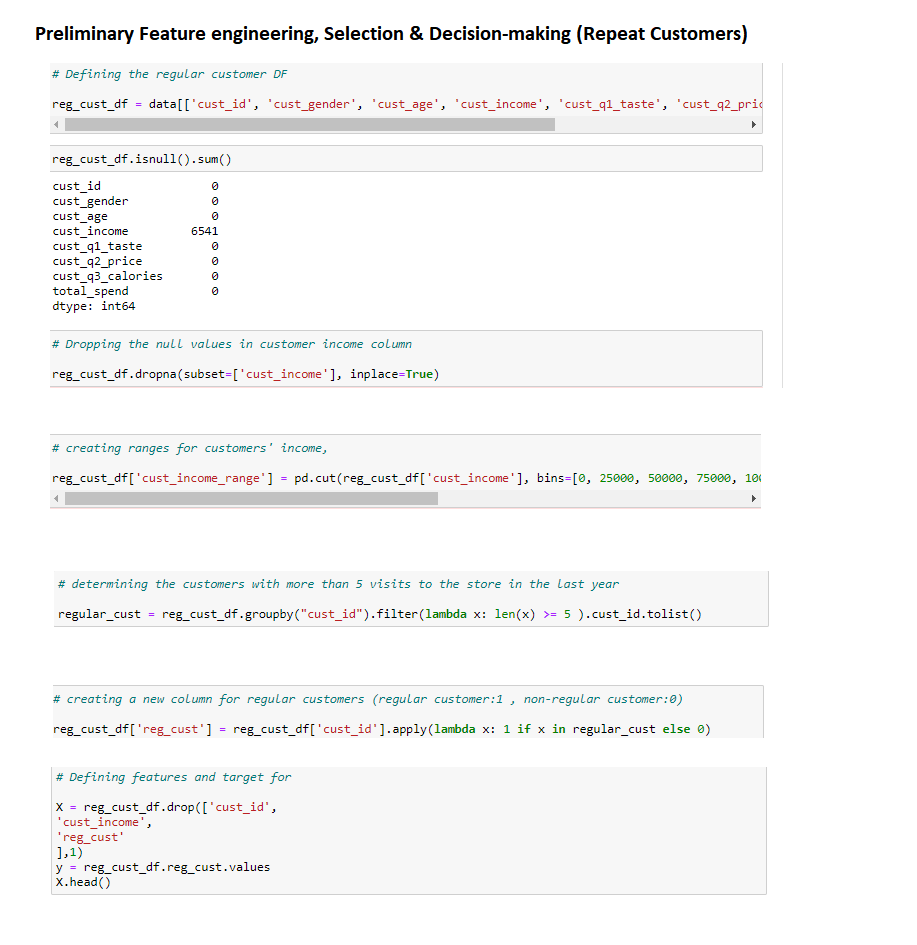 Preliminary Feature engineering, Selection & Decision-making (Repeat Customers)
# Defining the regular customer DF
reg_cust_df = data[['cust_id', 'cust_gender', 'cust_age', 'cust_income', 'cust_q1_taste', 'cust_q2_pric
reg_cust_df.isnull().sum()
cust_id 0
cust_gender 0
cust_age 0
cust_income 6541
cust_q1_taste 0
cust_q2_price 0
cust_q3_calories 0
total_spend 0
dtype: int64
# Dropping the null values in customer income column
reg_cust_df.dropna(subset=['cust_income'], inplace=True)
# creating ranges for customers' income,
reg_cust_df['cust_income_range'] = pd.cut(reg_cust_df['cust_income'], bins=[0, 25000, 50000, 75000, 100
# determining the customers with more than 5 visits to the store in the last year
regular_cust = reg_cust_df.groupby("cust_id").filter(lambda x: len(x) >= 5 ).cust_id.tolist()
# creating a new column for regular customers (regular customer:1 , non-regular customer:0)
reg_cust_df['reg_cust'] = reg_cust_df['cust_id'].apply(lambda x: 1 if x in regular_cust else 0)
# Defining features and target for
X = reg_cust_df.drop(['cust_id',
'cust_income',
'reg_cust'
],1)
y = reg_cust_df.reg_cust.values
X.head()